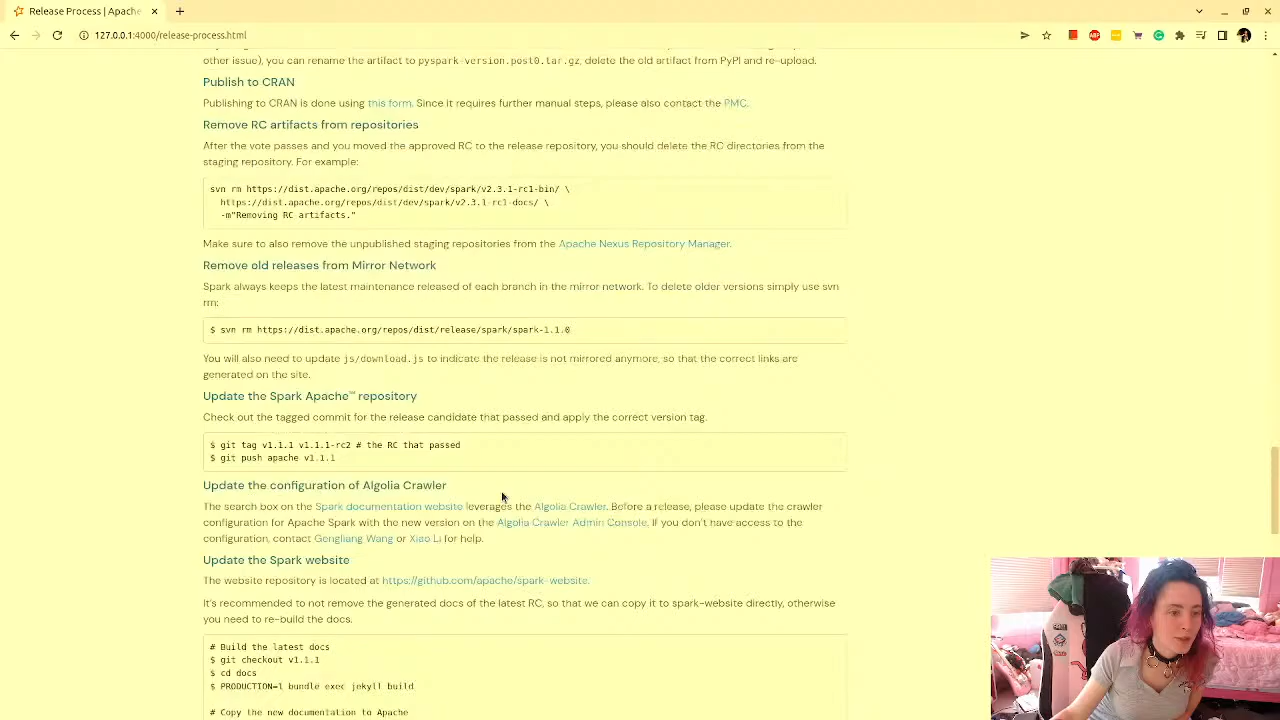 Release Process | Apache
127.0.0.1:4000/release-process.html
other issue), you can rename the artifact to pyspark-version.post0.tar.gz, delete the old artifact from PyPI and re-upload.
Publish to CRAN
Publishing to CRAN is done using this form. Since it requires further manual steps, please also contact the PMC.
Remove RC artifacts from repositories
After the vote passes and you moved the approved RC to the release repository, you should delete the RC directories from the
staging repository. For example:
svn rm https://dist.apache.org/repos/dist/dev/spark/v2.3.1-rc1-bin/ \
https://dist.apache.org/repos/dist/dev/spark/v2.3.1-rc1-docs/ \
-m"Removing RC artifacts."
Make sure to also remove the unpublished staging repositories from the Apache Nexus Repository Manager.
Remove old releases from Mirror Network
Spark always keeps the latest maintenance released of each branch in the mirror network. To delete older versions simply use svn
rm:
$ svn rm https://dist.apache.org/repos/dist/release/spark/spark-1.1.0
You will also need to update js/download.js to indicate the release is not mirrored anymore, so that the correct links are
generated on the site.
Update the Spark Apache™ repository
Check out the tagged commit for the release candidate that passed and apply the correct version tag.
$ git tag v1.1.1 v1.1.1-rc2 # the RC that passed
$ git push apache v1.1.1
Update the configuration of Algolia Crawler
The search box on the Spark documentation website leverages the Algolia Crawler. Before a release, please update the crawler
configuration for Apache Spark with the new version on the Algolia Crawler Admin Console. If you don't have access to the
configuration, contact Gengliang Wang or Xiao Li for help.
Update the Spark website
The website repository is located at https://github.com/apache/spark-website.
It's recommended to not remove the generated docs of the latest RC, so that we can copy it to spark-website directly, otherwise
you need to re-build the docs.
# Build the latest docs
$ git checkout v1.1.1
$ cd docs
$ PRODUCTION=1 bundle exec jekyll build
# Copy the new documentation to Apache